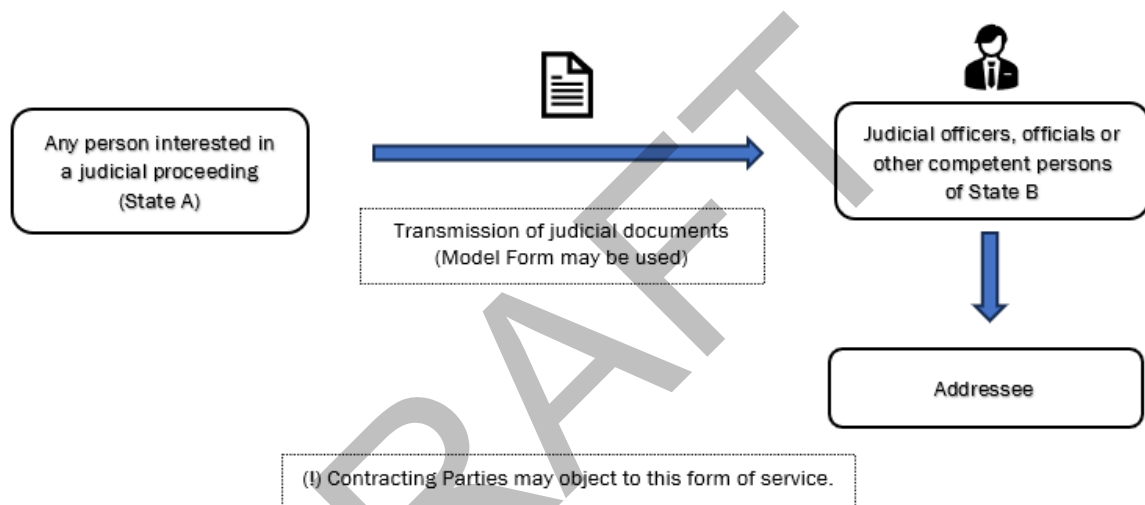 Any person interested in
a judicial proceeding
(State A)
Judicial officers, officials or
other competent persons
of State B
Transmission of judicial documents
(Model Form may be used)
Addressee
(!) Contracting Parties may object to this form of service.
DRAFT